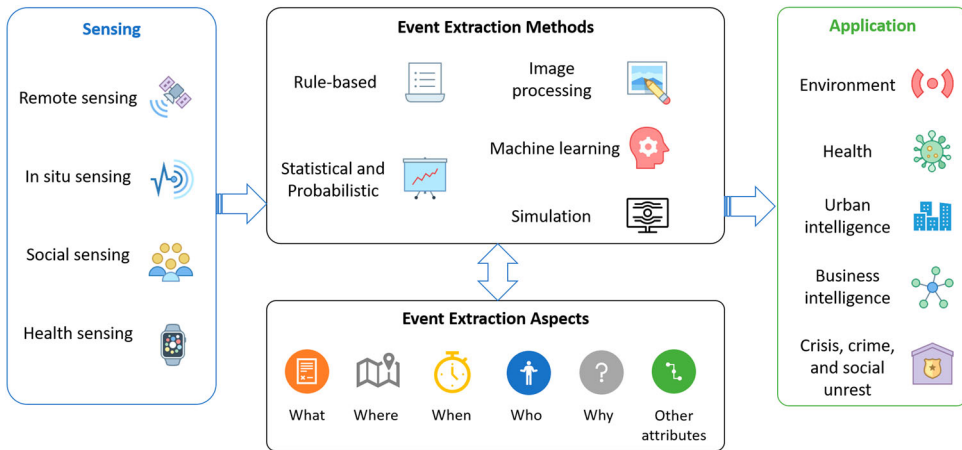 Sensing
Remote sensing
In situ sensing
Social sensing
Health sensing
Event Extraction Methods
Rule-based
Image
processing
Statistical and
Probabilistic
Machine learning
Simulation
Event Extraction Aspects
What
Where
When
Who
Why
Other
attributes
Application
Environment
Health
Urban
intelligence
Business
intelligence
Crisis, crime,
and social
unrest